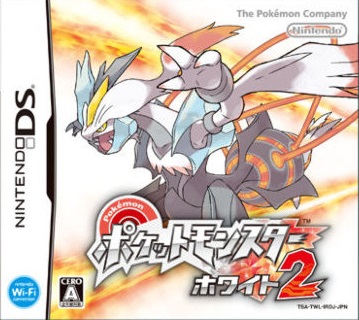 The Pokémon Company
Nintendo
NINTENDO DS
Pokémon
ポケットモンスター
TM
ホワイト2
Nintendo
Wi-Fi
Connection
CERO
A
TSA-TWL-IRDJ-JPN